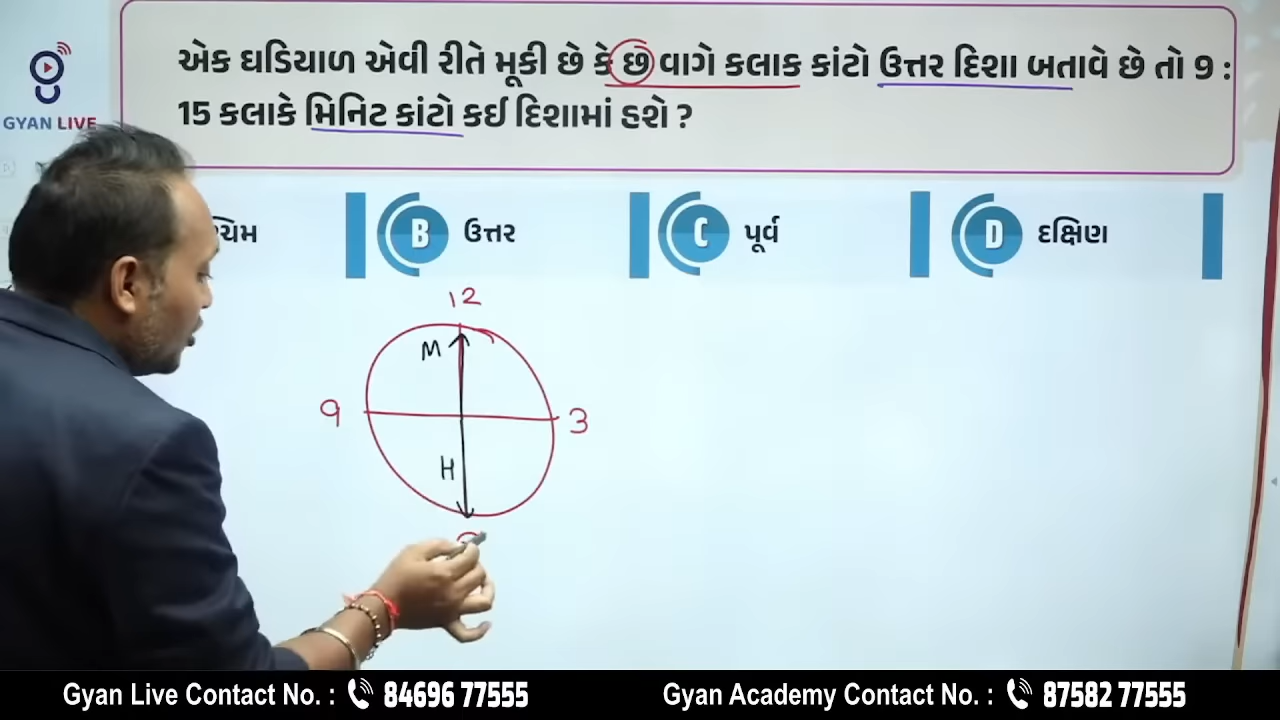 એક ઘડિયાળ એવી રીતે મૂકી છે કે છ વાગે કલાક કાંટો ઉત્તર દિશા બતાવે છે તો 9 :
15 કલાકે મિનિટ કાંટો કઈ દિશામાં હશે ?
GYAN LIVE
B ઉત્તર
C પૂર્વ
D દક્ષિણ
12
M
9
3
H
Gyan Live Contact No. : 84696 77555
Gyan Academy Contact No. : 87582 77555